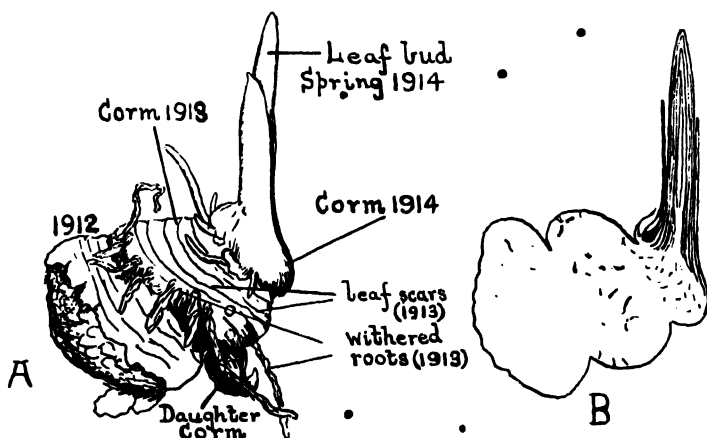 Leaf bud
Spring 1914
Corm 1913
Corm 1914
1912
leaf scars
(1913)
withered
roots (1913)
A
Daughter
Corm
B